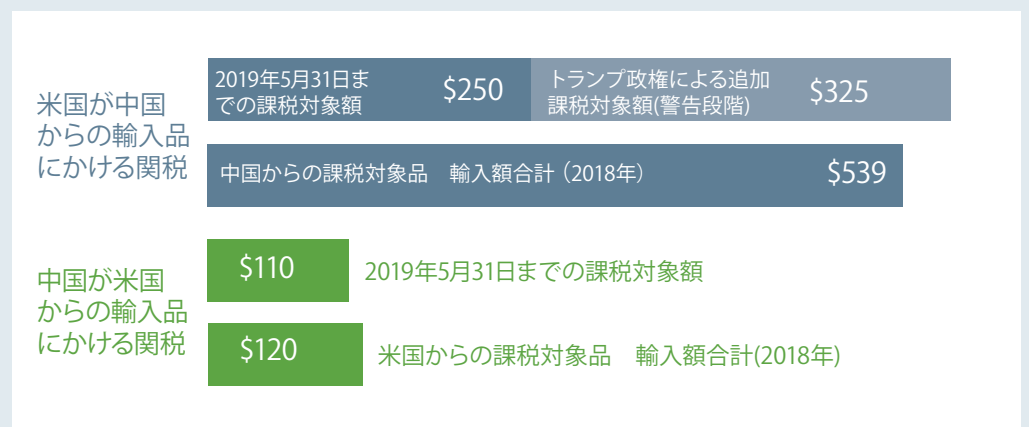 米国が中国
からの輸入品
にかける関税
2019年5月31日ま
での課税対象額
$250
トランプ政権による追加
課税対象額(警告段階)
$325
中国からの課税対象品　輸入額合計（2018年）
$539
中国が米国
からの輸入品
にかける関税
$110
2019年5月31日までの課税対象額
$120
米国からの課税対象品　輸入額合計(2018年)